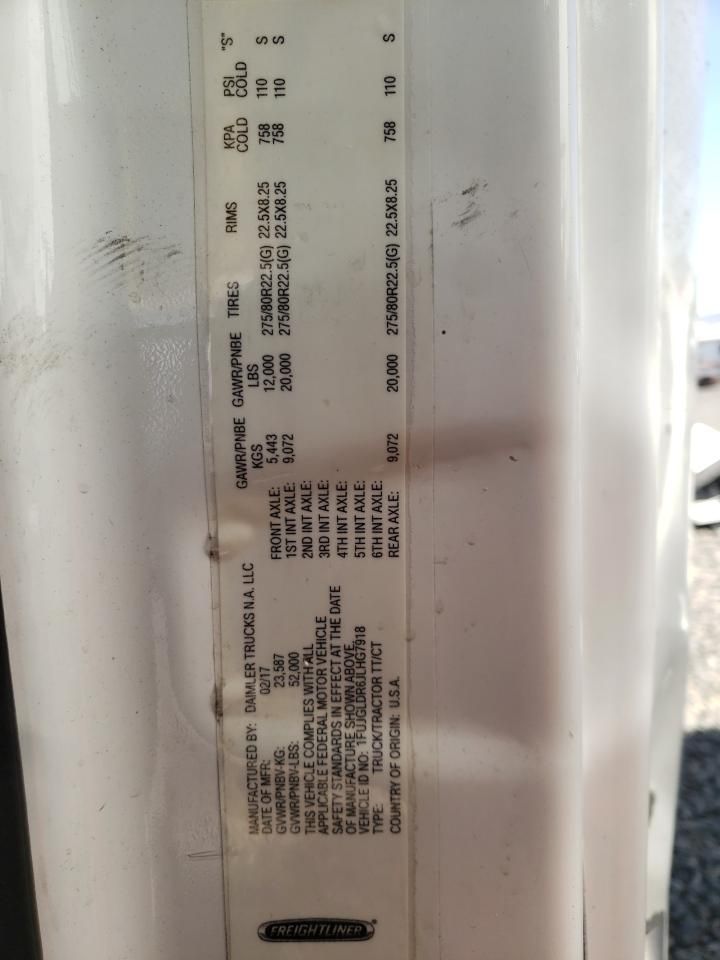 FREIGHTLINER
MANUFACTURED BY: DAIMLER TRUCKS N.A. LLC
DATE OF MFR: 02/17
GVWR/PNBV-KG: 23,587
GVWR/PNBV-LBS: 52,000
THIS VEHICLE COMPLIES WITH ALL
APPLICABLE FEDERAL MOTOR VEHICLE
SAFETY STANDARDS IN EFFECT AT THE DATE
OF MANUFACTURE SHOWN ABOVE
VEHICLE ID NO: 1FUJGLDR6JLHG7918
TYPE: TRUCK/TRACTOR TT/CT
COUNTRY OF ORIGIN: U.S.A.
GAWR/PNBE GAWR/PNBE TIRES RIMS KPA PSI "S"
KGS LBS COLD COLD
FRONT AXLE: 5,443 12,000 275/80R22.5(G) 22.5X8.25 758 110 S
1ST INT AXLE: 9,072 20,000 275/80R22.5(G) 22.5X8.25 758 110 S
2ND INT AXLE:
3RD INT AXLE:
4TH INT AXLE:
5TH INT AXLE:
6TH INT AXLE:
REAR AXLE: 9,072 20,000 275/80R22.5(G) 22.5X8.25 758 110 S